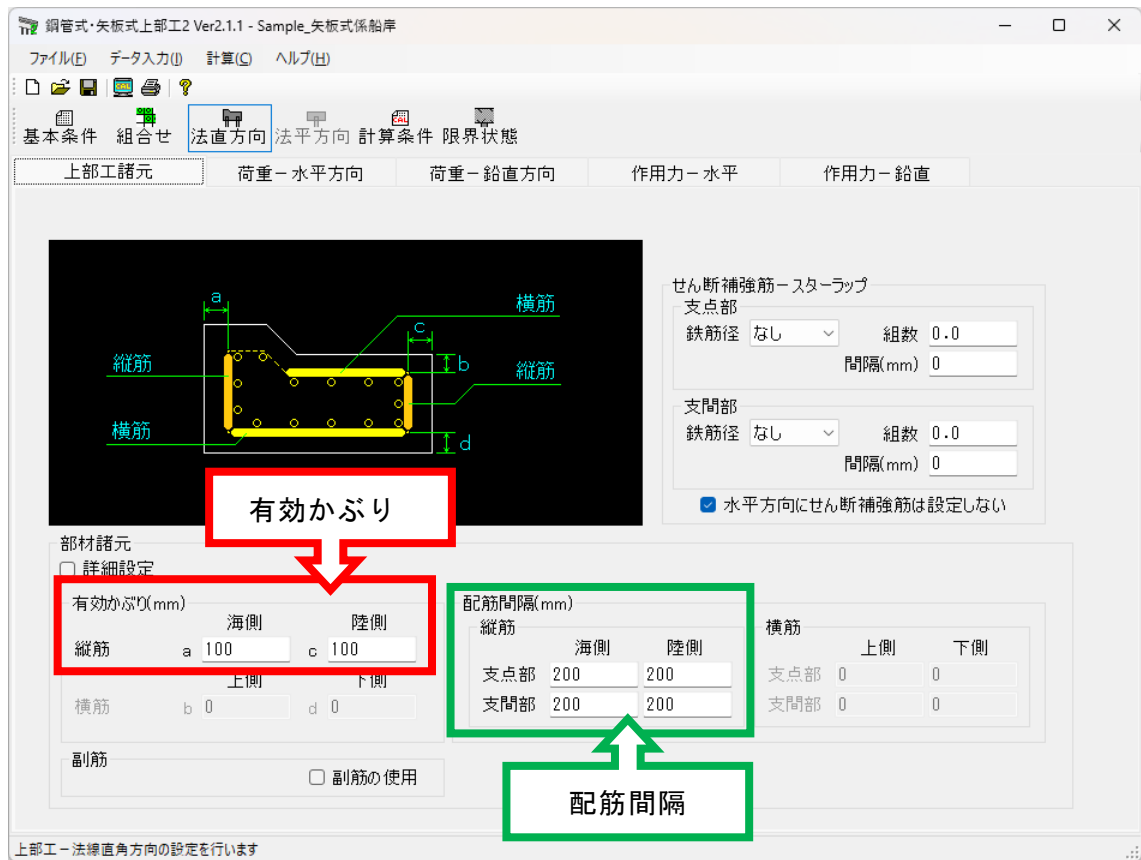 鋼管式・矢板式上部工2 Ver2.1.1 - Sample_矢板式係船岸
ファイル(F) データ入力(I) 計算(C) ヘルプ(H)
基本条件 組合せ 法直方向 法平方向 計算条件 限界状態
上部工諸元 荷重－水平方向 荷重－鉛直方向 作用力－水平 作用力－鉛直
a 横筋
c
縦筋 b 縦筋
横筋 d
せん断補強筋－スターラップ
支点部
鉄筋径 なし 組数 0.0
間隔(mm) 0
支間部
鉄筋径 なし 組数 0.0
間隔(mm) 0
水平方向にせん断補強筋は設定しない
有効かぶり
部材諸元
詳細設定
有効かぶり(mm)
海側 陸側
縦筋 a 100 c 100
上側 下側
横筋 b 0 d 0
配筋間隔(mm)
縦筋
海側 陸側
支点部 200 200
支間部 200 200
横筋
上側 下側
支点部 0 0
支間部 0 0
副筋
副筋の使用
配筋間隔
上部工－法線直角方向の設定を行います